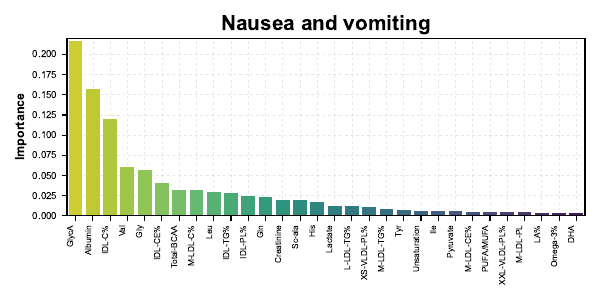 Nausea and vomiting
Importance
0.200
0.175
0.150
0.125
0.100
0.075
0.050
0.025
0.000
GlycA
Albumin
IDL-C%
Val
Gly
IDL-CE%
Total-BCAA
M-LDL-C%
Leu
IDL-TG%
IDL-PL%
Gln
Creatinine
Sc-ala
His
Lactate
L-LDL-TG%
XS-VLDL-PL%
M-LDL-TG%
Tyr
Unsaturation
Ile
Pyruvate
M-LDL-CE%
PUFA/MUFA
XXL-VLDL-PL%
M-LDL-PL
LA%
Omega-3%
DHA